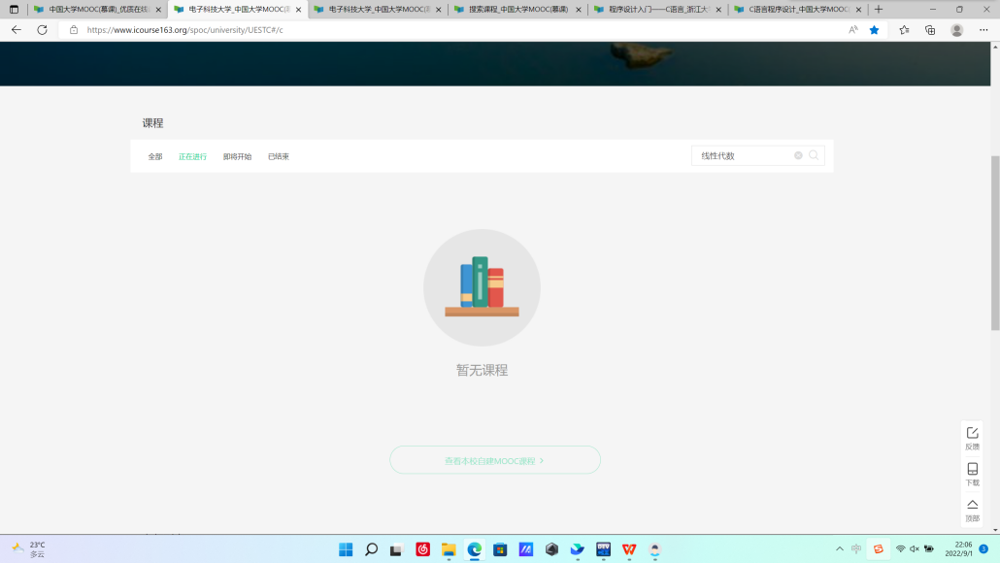 中国大学MOOC(慕课)_优质在线
电子科技大学_中国大学MOOC(慕
电子科技大学_中国大学MOOC(慕
搜索课程_中国大学MOOC(慕课)
程序设计入门——C语言_浙江大
C语言程序设计_中国大学MOOC
https://www.icourse163.org/spoc/university/UESTC#/c
课程
全部
正在进行
即将开始
已结束
线性代数
暂无课程
查看本校自建MOOC课程 >
反馈
下载
顶部
23°C
多云
DEV
中
22:06
2022/9/1
3